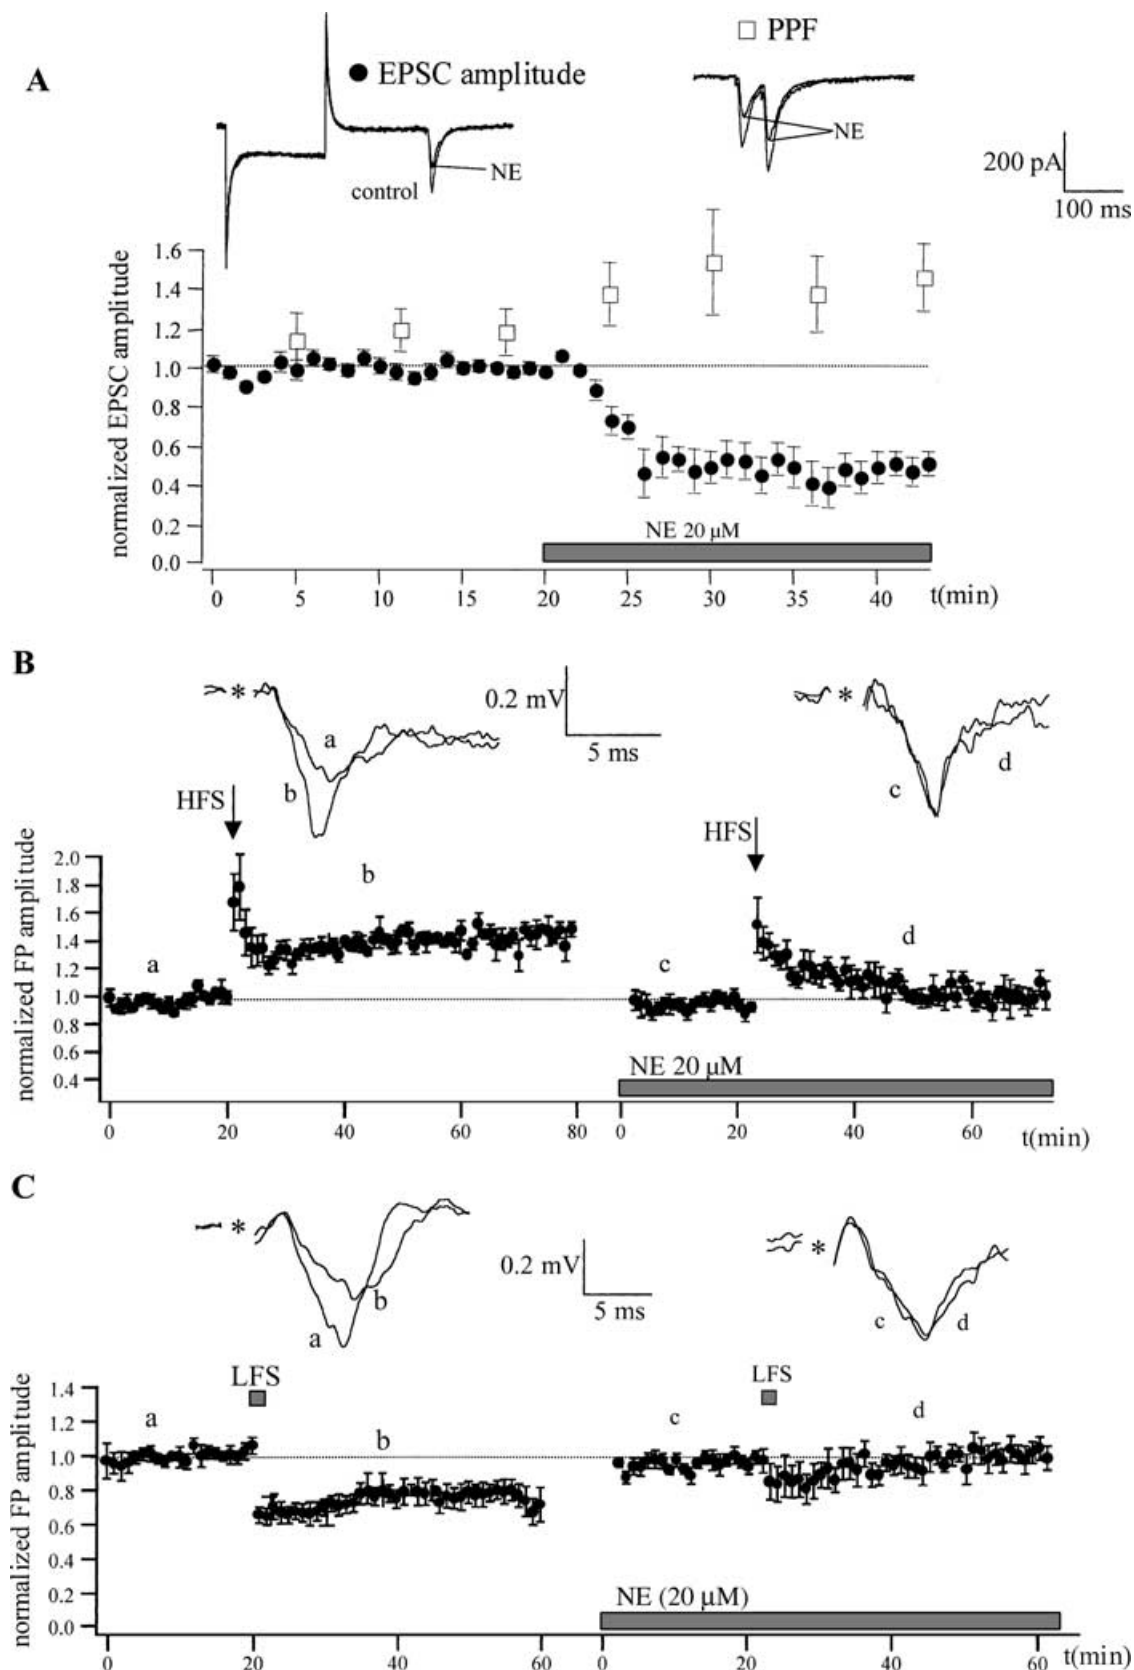 A
● EPSC amplitude
□ PPF
NE
control
NE
200 pA
100 ms
normalized EPSC amplitude
1.6
1.4
1.2
1.0
0.8
0.6
0.4
0.2
0.0
NE 20 µM
0 5 10 15 20 25 30 35 40 t(min)
B
* a b
0.2 mV
5 ms
* c d
HFS
HFS
normalized FP amplitude
2.0
1.8
1.6
1.4
1.2
1.0
0.8
0.6
0.4
a b c d
NE 20 µM
0 20 40 60 80 0 20 40 60 t(min)
C
* a b
0.2 mV
5 ms
* c d
LFS
LFS
normalized FP amplitude
1.4
1.2
1.0
0.8
0.6
0.4
0.2
0.0
a b c d
NE (20 µM)
0 20 40 60 0 20 40 60 t(min)